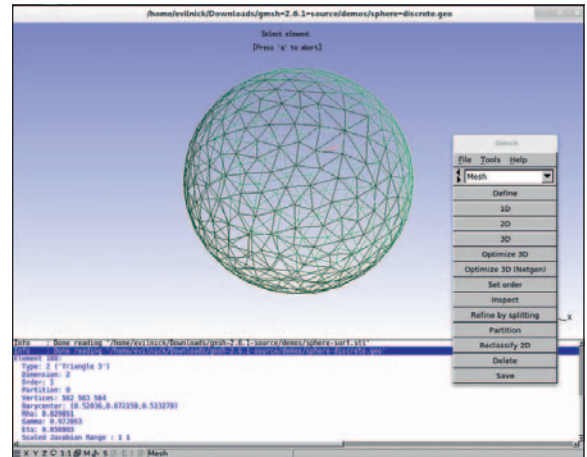 /home/evilnick/Downloads/gmsh-2.6.1-source/demos/sphere-discrete.geo
Select element
[Press 'q' to abort]
Gmsh
File Tools Help
Mesh
Define
1D
2D
3D
Optimize 3D
Optimize 3D (Netgen)
Set order
Inspect
Refine by splitting
Partition
Reclassify 2D
Delete
Save
X
Info : Done reading '/home/evilnick/Downloads/gmsh-2.6.1-source/demos/sphere-surf.stl'
Info : Done reading '/home/evilnick/Downloads/gmsh-2.6.1-source/demos/sphere-discrete.geo'
Element 186:
Type: 2 ('Triangle 3')
Dimension: 2
Order: 1
Partition: 0
Vertices: 562 563 564
Barycenter: (0.52036,0.672159,0.513279)
Rho: 0.829851
Gamma: 0.972863
Eta: 0.850903
Scaled Jacobian Range : 1 1
X Y Z 1:1 M S Mesh